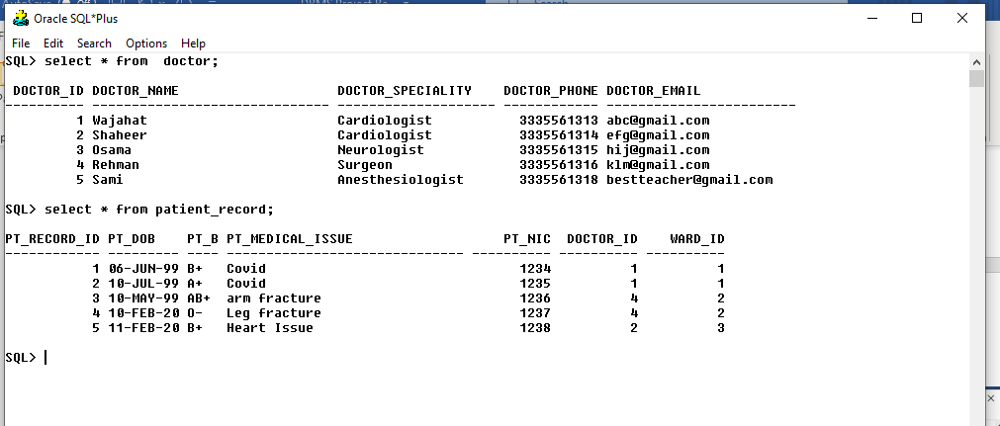 Oracle SQL*Plus
File Edit Search Options Help
SQL> select * from  doctor;
 DOCTOR_ID DOCTOR_NAME                    DOCTOR_SPECIALITY    DOCTOR_PHONE DOCTOR_EMAIL
---------- ------------------------------ -------------------- ------------ ------------------------
         1 Wajahat                        Cardiologist           3335561313 abc@gmail.com
         2 Shaheer                        Cardiologist           3335561314 efg@gmail.com
         3 Osama                          Neurologist            3335561315 hij@gmail.com
         4 Rehman                         Surgeon                3335561316 klm@gmail.com
         5 Sami                           Anesthesiologist       3335561318 bestteacher@gmail.com
SQL> select * from patient_record;
PT_RECORD_ID PT_DOB    PT_B PT_MEDICAL_ISSUE                   PT_NIC  DOCTOR_ID    WARD_ID
------------ --------- ---- ------------------------------ ---------- ---------- ----------
           1 06-JUN-99 B+   Covid                                1234          1          1
           2 10-JUL-99 A+   Covid                                1235          1          1
           3 10-MAY-99 AB+  arm fracture                         1236          4          2
           4 10-FEB-20 O-   Leg fracture                         1237          4          2
           5 11-FEB-20 B+   Heart Issue                          1238          2          3
SQL>